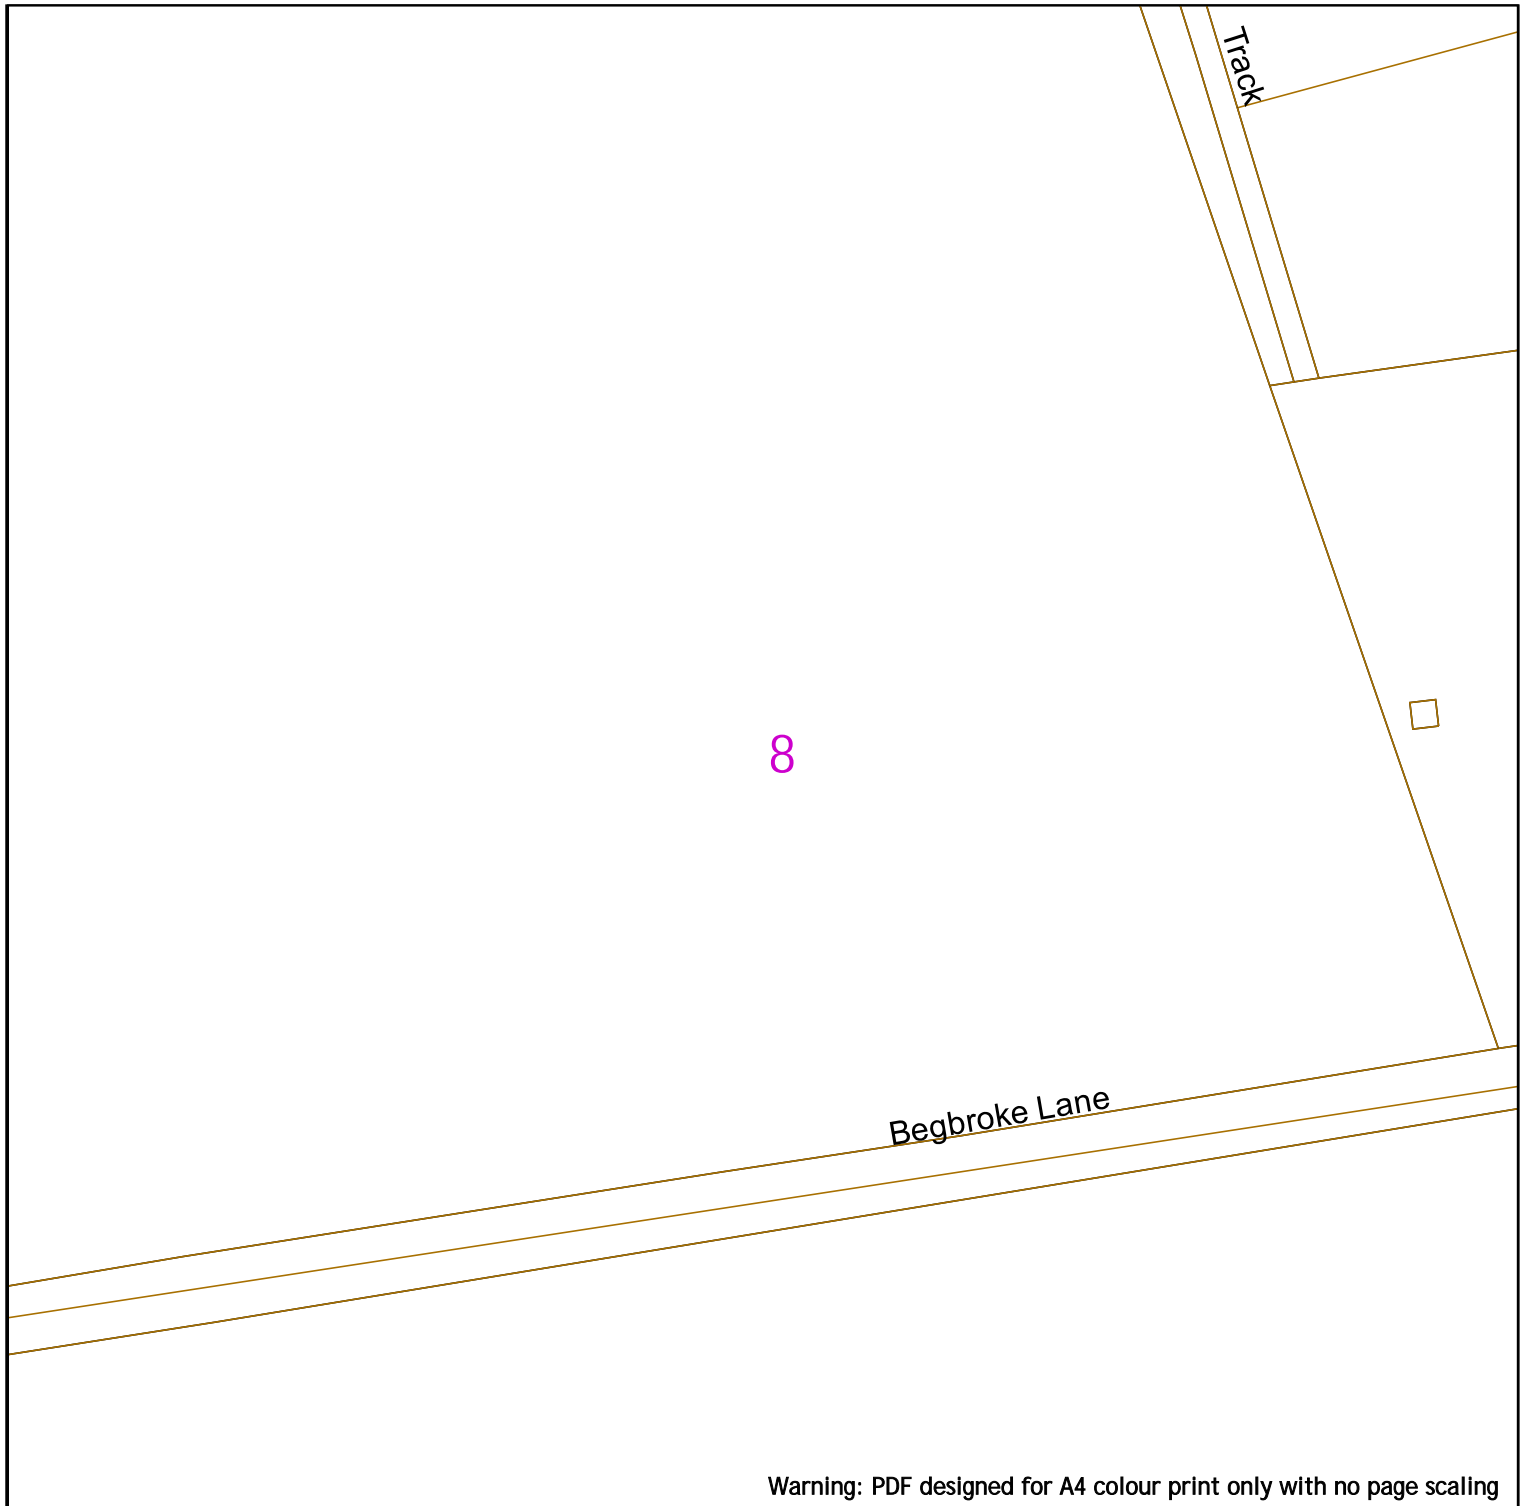 Track
8
Begbroke Lane
Warning: PDF designed for A4 colour print only with no page scaling